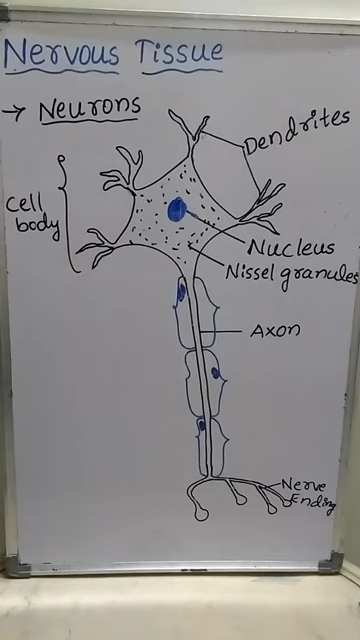 Nervous Tissue
→ Neurons
Dendrites
Cell
body
Nucleus
Nissel granules
Axon
Nerve
Ending